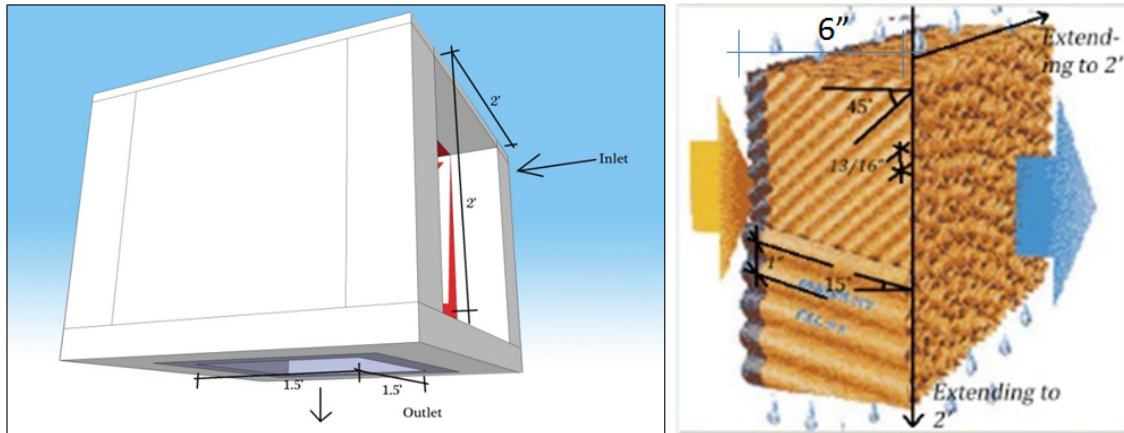 2'
Inlet
2'
1.5'
1.5'
Outlet
6”
Extend-
ing to 2'
45°
13/16"
1"
15°
Extending to
2'